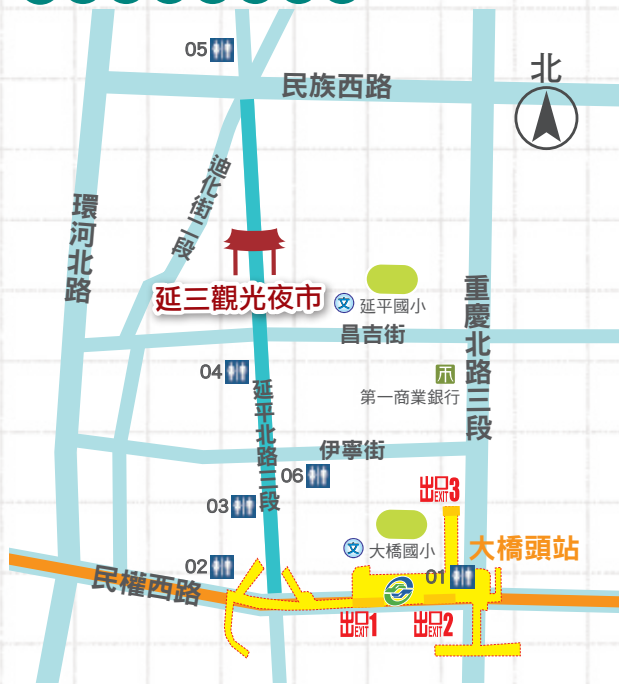 05
民族西路
北
迪化街二段
環河北路
延三觀光夜市
文
延平國小
重慶北路三段
昌吉街
04
延平北路三段
第一商業銀行
伊寧街
06
出口3
EXIT
03
文
大橋國小
大橋頭站
02
01
民權西路
出口1
EXIT
出口2
EXIT